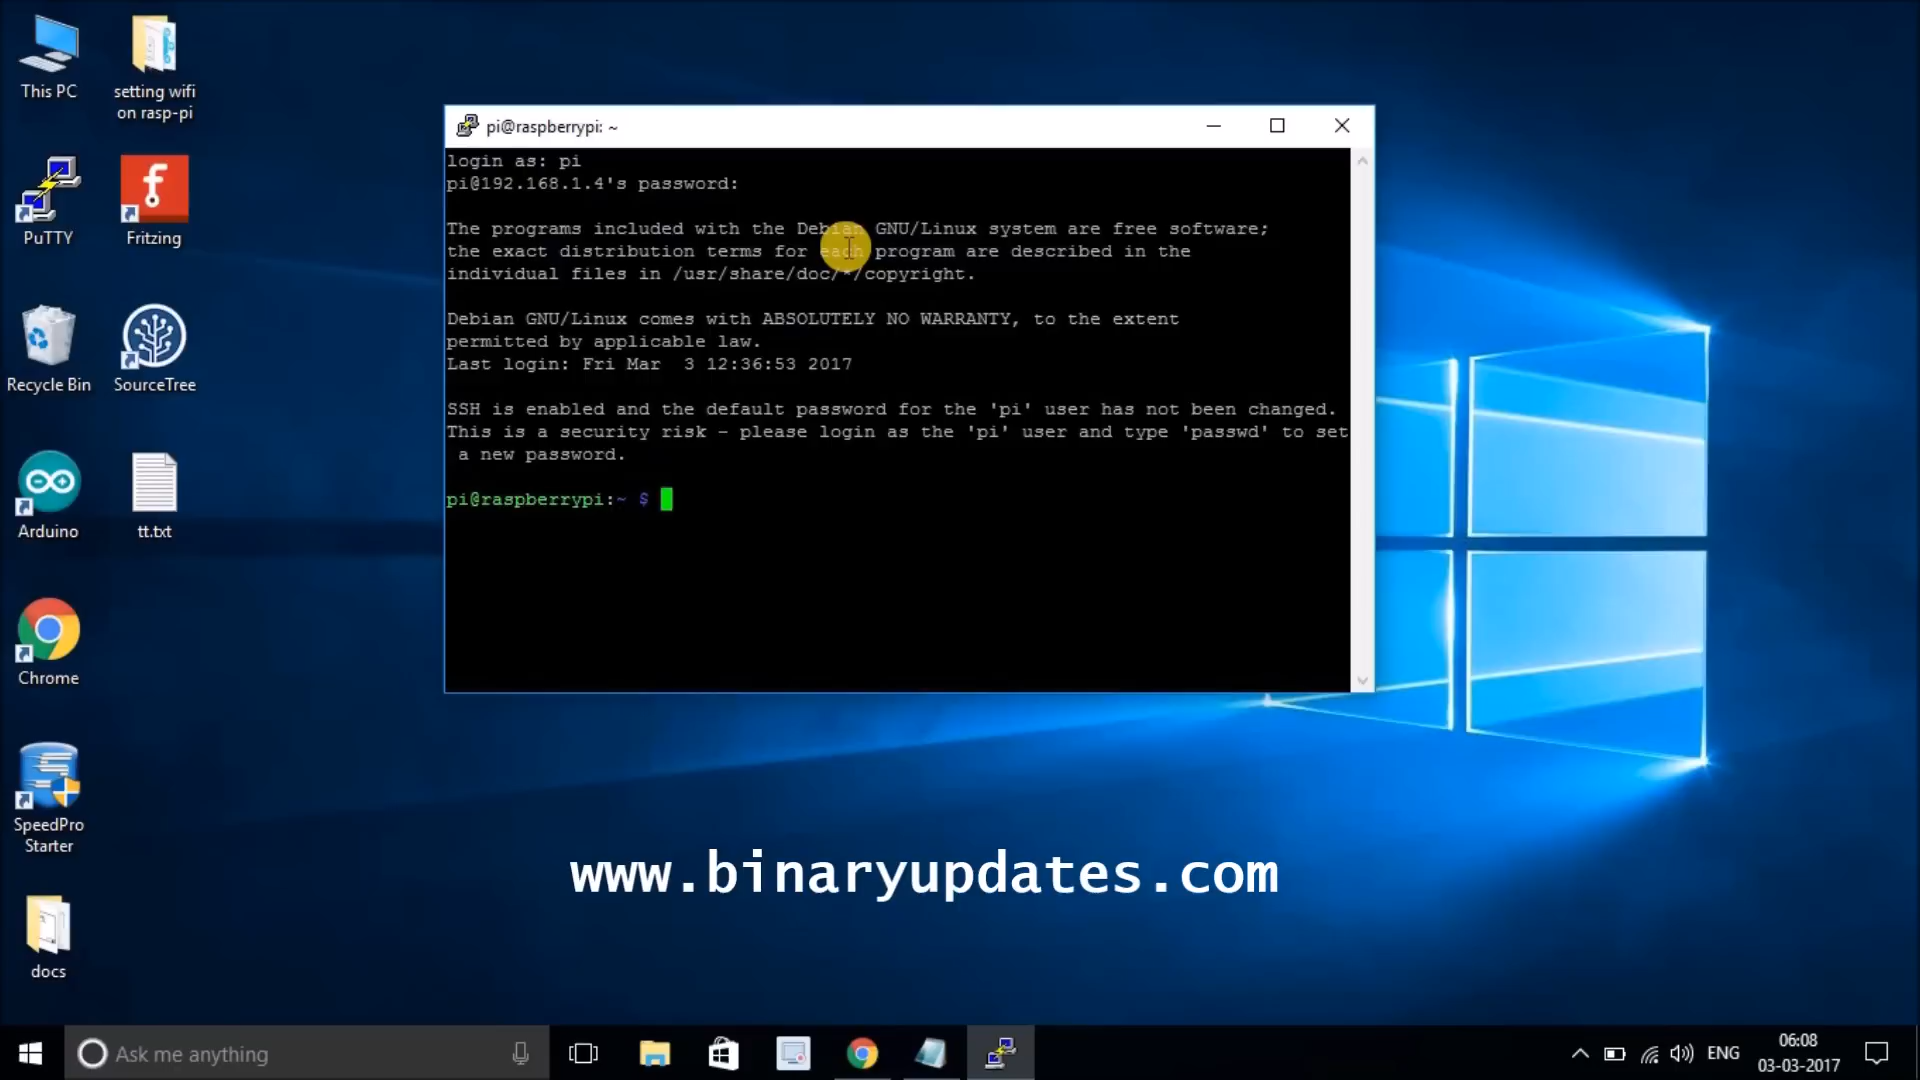 This PC
setting wifi
on rasp-pi
PuTTY
Fritzing
Recycle Bin
SourceTree
Arduino
tt.txt
Chrome
SpeedPro
Starter
docs
pi@raspberrypi: ~
login as: pi
pi@192.168.1.4's password:
The programs included with the Debian GNU/Linux system are free software;
the exact distribution terms for each program are described in the
individual files in /usr/share/doc/*/copyright.
Debian GNU/Linux comes with ABSOLUTELY NO WARRANTY, to the extent
permitted by applicable law.
Last login: Fri Mar  3 12:36:53 2017
SSH is enabled and the default password for the 'pi' user has not been changed.
This is a security risk - please login as the 'pi' user and type 'passwd' to set
 a new password.
pi@raspberrypi:~ $
www.binaryupdates.com
Ask me anything
ENG
06:08
03-03-2017